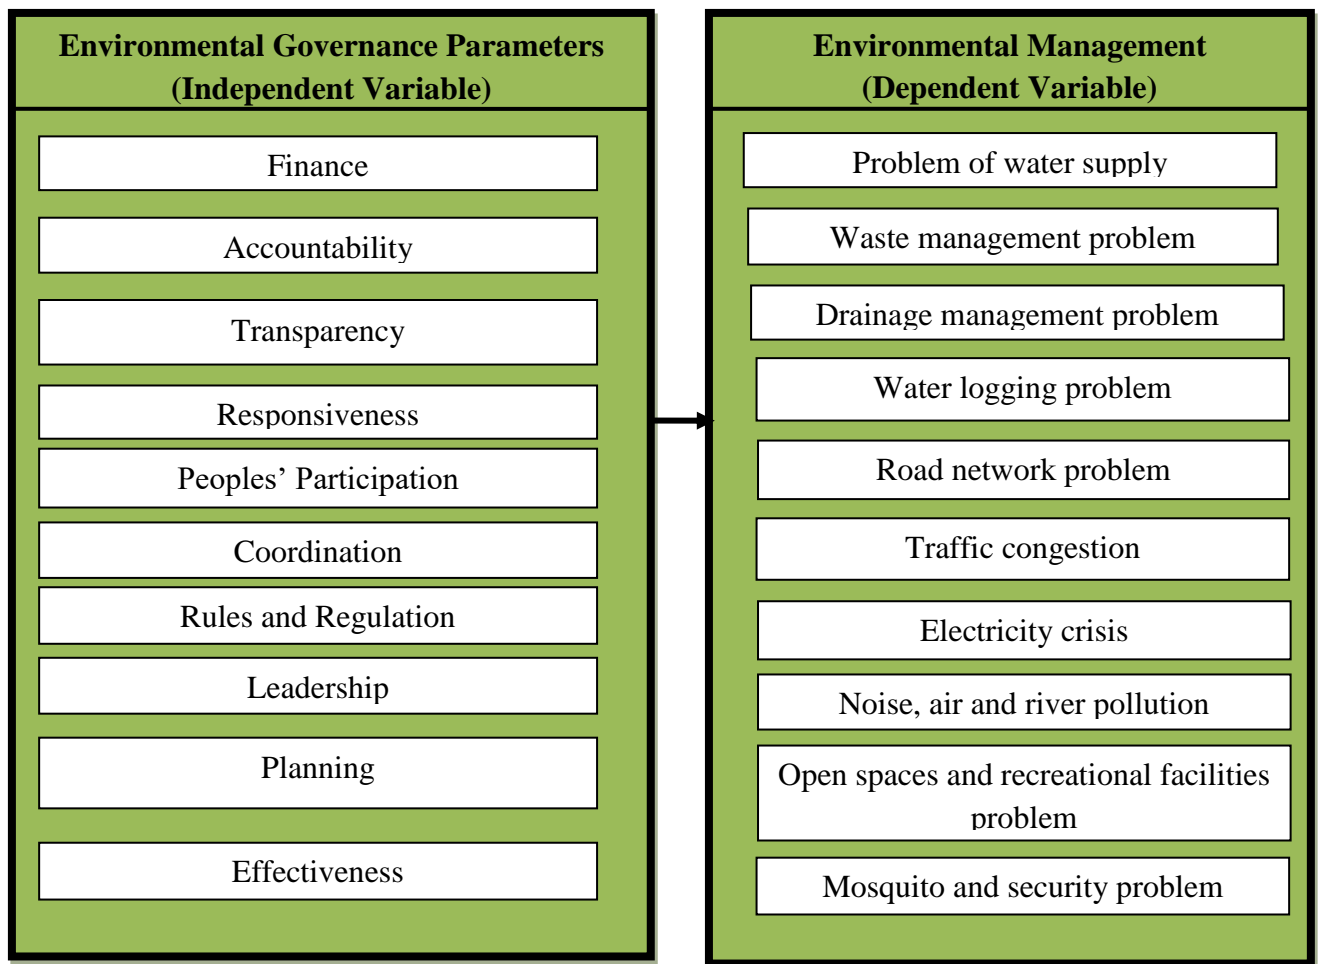 Environmental Governance Parameters
(Independent Variable)
Finance
Accountability
Transparency
Responsiveness
Peoples’ Participation
Coordination
Rules and Regulation
Leadership
Planning
Effectiveness
Environmental Management
(Dependent Variable)
Problem of water supply
Waste management problem
Drainage management problem
Water logging problem
Road network problem
Traffic congestion
Electricity crisis
Noise, air and river pollution
Open spaces and recreational facilities
problem
Mosquito and security problem